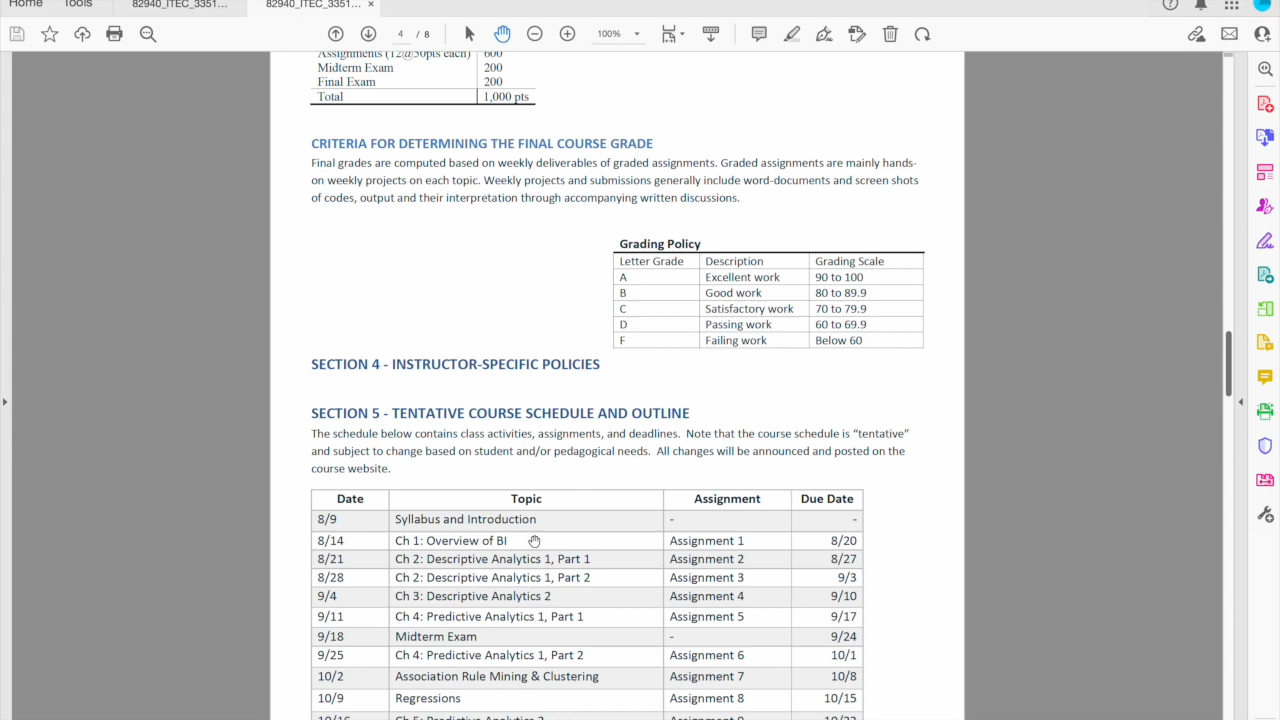 Home Tools 82940_ITEC_3351... 82940_ITEC_3351... ×
4 / 8 100%
Assignments (12@50pts each) 600
Midterm Exam 200
Final Exam 200
Total 1,000 pts
CRITERIA FOR DETERMINING THE FINAL COURSE GRADE
Final grades are computed based on weekly deliverables of graded assignments. Graded assignments are mainly hands-
on weekly projects on each topic. Weekly projects and submissions generally include word-documents and screen shots
of codes, output and their interpretation through accompanying written discussions.
Grading Policy
Letter Grade Description Grading Scale
A Excellent work 90 to 100
B Good work 80 to 89.9
C Satisfactory work 70 to 79.9
D Passing work 60 to 69.9
F Failing work Below 60
SECTION 4 - INSTRUCTOR-SPECIFIC POLICIES
SECTION 5 - TENTATIVE COURSE SCHEDULE AND OUTLINE
The schedule below contains class activities, assignments, and deadlines. Note that the course schedule is “tentative”
and subject to change based on student and/or pedagogical needs. All changes will be announced and posted on the
course website.
Date Topic Assignment Due Date
8/9 Syllabus and Introduction - -
8/14 Ch 1: Overview of BI Assignment 1 8/20
8/21 Ch 2: Descriptive Analytics 1, Part 1 Assignment 2 8/27
8/28 Ch 2: Descriptive Analytics 1, Part 2 Assignment 3 9/3
9/4 Ch 3: Descriptive Analytics 2 Assignment 4 9/10
9/11 Ch 4: Predictive Analytics 1, Part 1 Assignment 5 9/17
9/18 Midterm Exam - 9/24
9/25 Ch 4: Predictive Analytics 1, Part 2 Assignment 6 10/1
10/2 Association Rule Mining & Clustering Assignment 7 10/8
10/9 Regressions Assignment 8 10/15
10/16 Ch 5: Predictive Analytics 2 Assignment 9